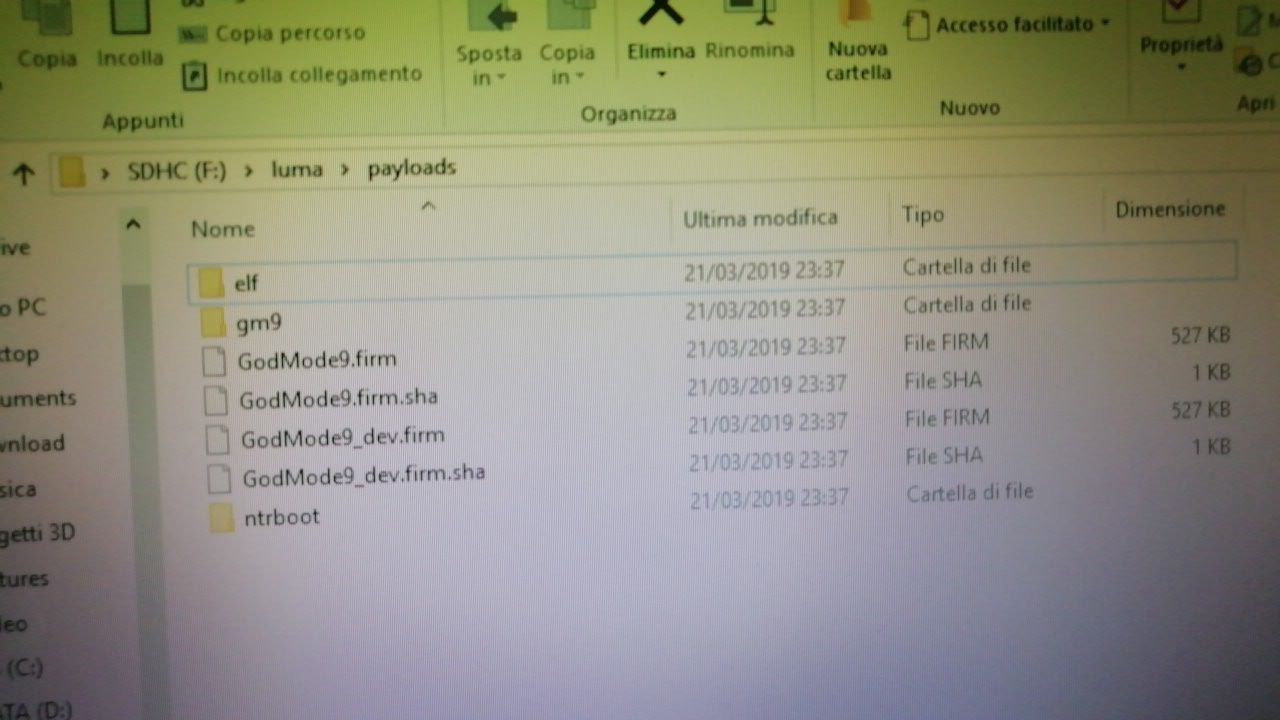 Copia
Incolla
Copia percorso
Incolla collegamento
Appunti
Sposta
in
Copia
in
Elimina
Rinomina
Organizza
Nuova
cartella
Accesso facilitato
Nuovo
Proprietà
Apri
SDHC (F:) › luma › payloads
Nome Ultima modifica Tipo Dimensione
elf 21/03/2019 23:37 Cartella di file
gm9 21/03/2019 23:37 Cartella di file
GodMode9.firm 21/03/2019 23:37 File FIRM 527 KB
GodMode9.firm.sha 21/03/2019 23:37 File SHA 1 KB
GodMode9_dev.firm 21/03/2019 23:37 File FIRM 527 KB
GodMode9_dev.firm.sha 21/03/2019 23:37 File SHA 1 KB
ntrboot 21/03/2019 23:37 Cartella di file
ive
o PC
ktop
uments
wnload
sica
getti 3D
tures
leo
(C:)
ATA (D:)